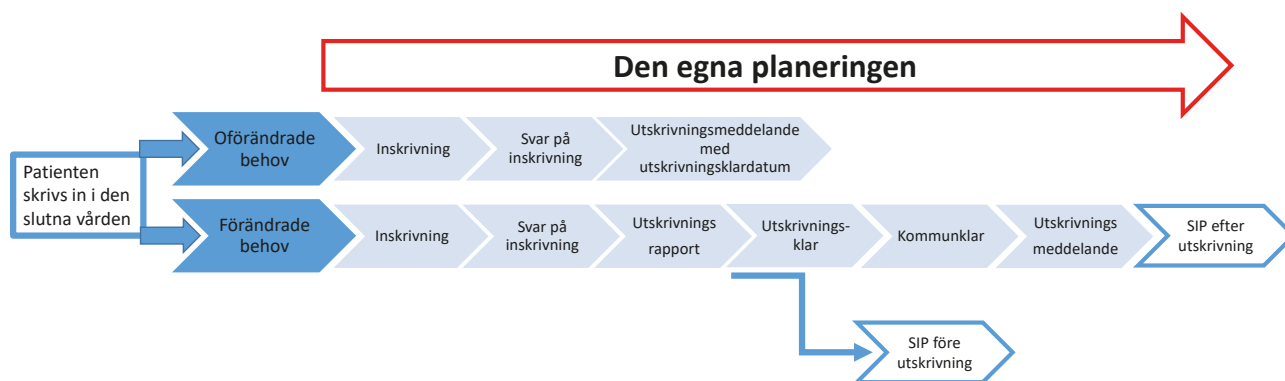 Den egna planeringen
Patienten
skrivs in i den
slutna vården
Oförändrade
behov
Inskrivning
Svar på
inskrivning
Utskrivningsmeddelande
med
utskrivningsklardatum
Förändrade
behov
Inskrivning
Svar på
inskrivning
Utskrivnings
rapport
Utskrivnings-
klar
Kommunklar
Utskrivnings
meddelande
SIP efter
utskrivning
SIP före
utskrivning